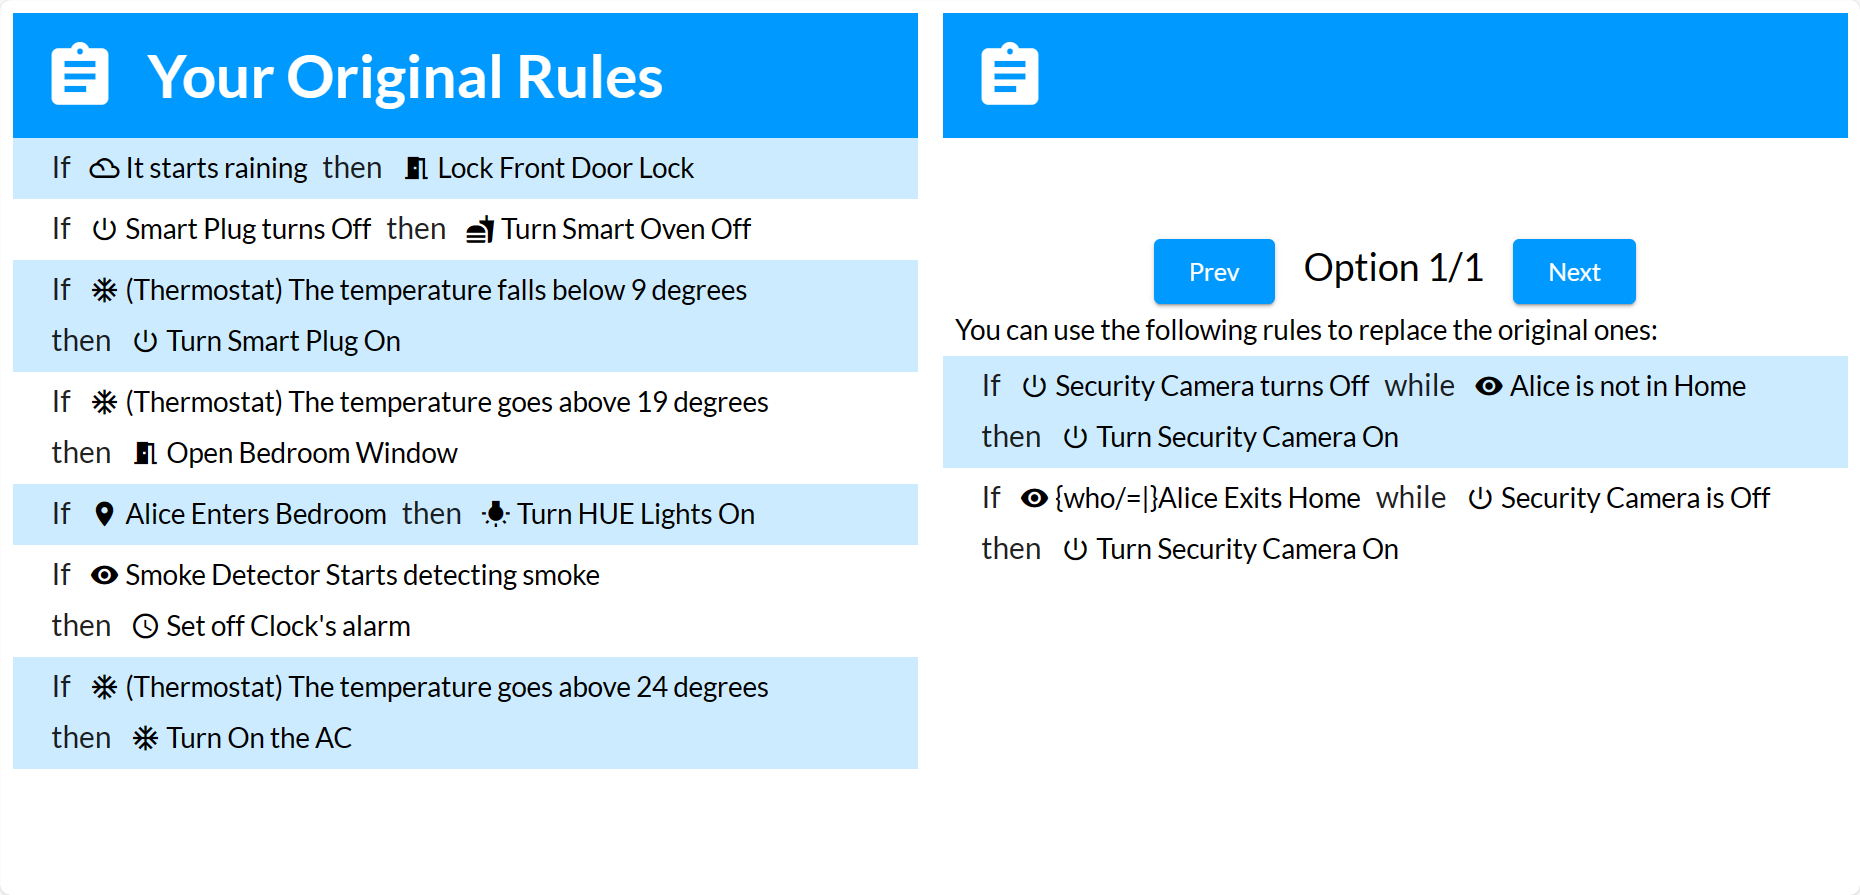 Your Original Rules
If It starts raining then Lock Front Door Lock
If Smart Plug turns Off then Turn Smart Oven Off
If (Thermostat) The temperature falls below 9 degrees
then Turn Smart Plug On
If (Thermostat) The temperature goes above 19 degrees
then Open Bedroom Window
If Alice Enters Bedroom then Turn HUE Lights On
If Smoke Detector Starts detecting smoke
then Set off Clock's alarm
If (Thermostat) The temperature goes above 24 degrees
then Turn On the AC
Prev Option 1/1 Next
You can use the following rules to replace the original ones:
If Security Camera turns Off while Alice is not in Home
then Turn Security Camera On
If {who/=|}Alice Exits Home while Security Camera is Off
then Turn Security Camera On